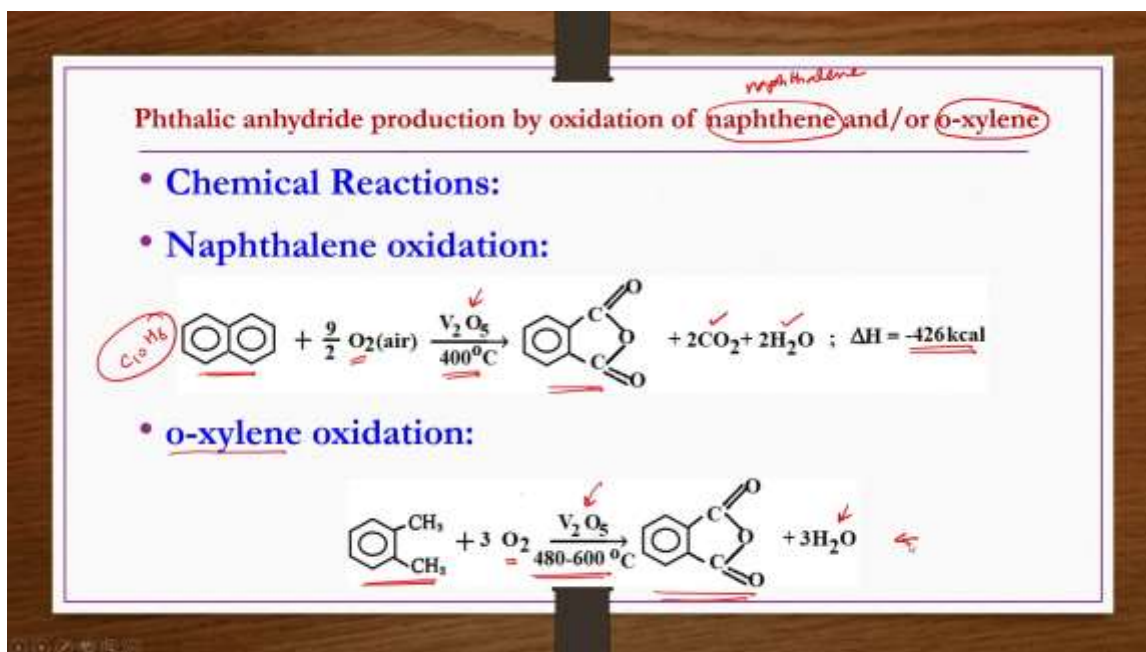 naphthalene
Phthalic anhydride production by oxidation of naphthene and/or o-xylene
• Chemical Reactions:
• Naphthalene oxidation:
C10H8 + 9/2 O2(air) V2O5 400°C C O O C O + 2CO2 + 2H2O ; ΔH = -426 kcal
• o-xylene oxidation:
CH3 CH3 + 3 O2 V2O5 480-600 °C C O O C O + 3H2O